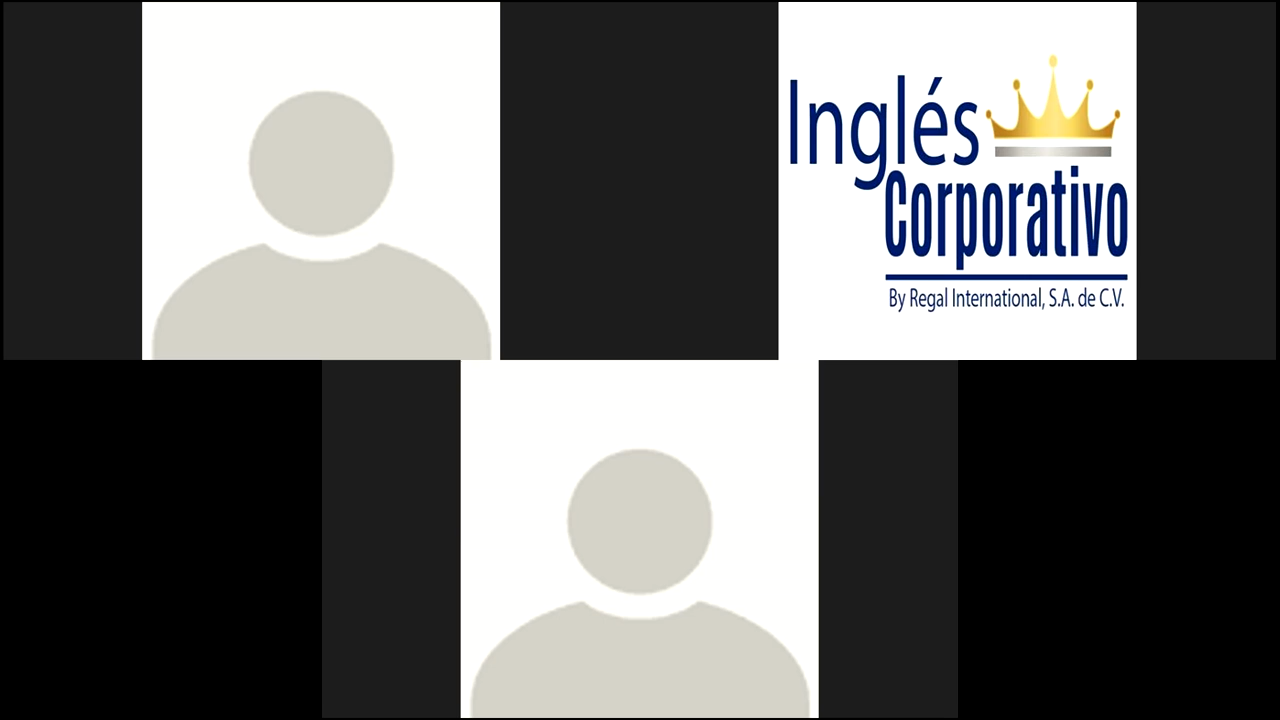 Inglés
Corporativo
By Regal International, S.A. de C.V.